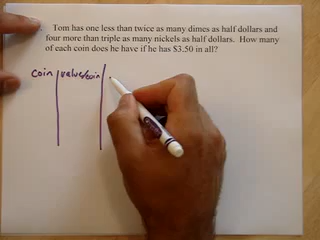 Tom has one less than twice as many dimes as half dollars and
four more than triple as many nickels as half dollars. How many
of each coin does he have if he has $3.50 in all?
coin value/coin